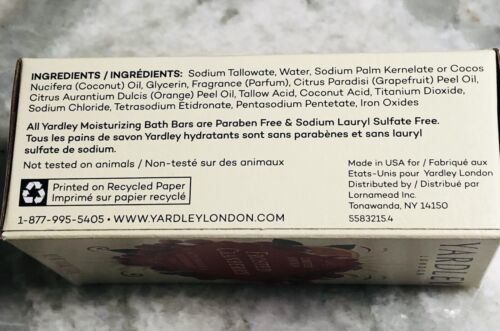 INGREDIENTS / INGRÉDIENTS: Sodium Tallowate, Water, Sodium Palm Kernelate or Cocos
Nucifera (Coconut) Oil, Glycerin, Fragrance (Parfum), Citrus Paradisi (Grapefruit) Peel Oil,
Citrus Aurantium Dulcis (Orange) Peel Oil, Tallow Acid, Coconut Acid, Titanium Dioxide,
Sodium Chloride, Tetrasodium Etidronate, Pentasodium Pentetate, Iron Oxides
All Yardley Moisturizing Bath Bars are Paraben Free & Sodium Lauryl Sulfate Free.
Tous les pains de savon Yardley hydratants sont sans parabènes et sans lauryl
sulfate de sodium.
Not tested on animals / Non-testé sur des animaux
Printed on Recycled Paper
Imprimé sur papier recyclé
1-877-995-5405 • WWW.YARDLEYLONDON.COM
Made in USA for / Fabriqué aux
Etats-Unis pour Yardley London
Distributed by / Distribué par
Lornamead Inc.
Tonawanda, NY 14150
5583215.4
YARDLEY
LONDON